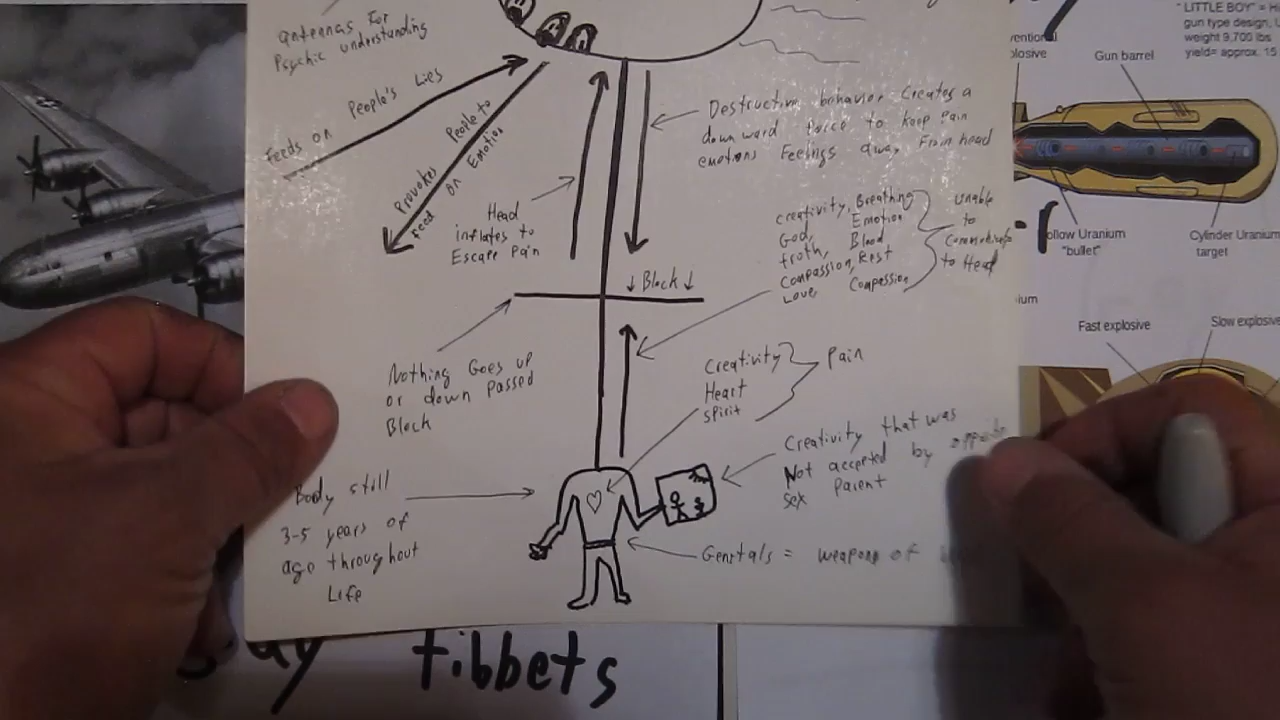 antennas For
Psychic understanding
Feeds on People's Lies
Provokes People to
feed on Emotion
Head
inflates to
Escape Pain
Destructive behavior creates a
downward force to keep Pain
emotions Feelings away From head
creativity, Breathing
God, Emotion
truth, Blood
Compassion, Rest
Love, Compassion
unable
to
to Head
↓ Block ↓
Nothing Goes up
or down passed
Block
Creativity
Heart
spirit
Pain
Creativity that was
Not accepted by opposite
sex parent
Body still
3-5 years of
age throughout
Life
Genitals = weapons of
tibbets
" LITTLE BOY" =
gun type design,
weight 9,700 lbs
yield= approx. 15
Gun barrel
ollow Uranium
"bullet"
Cylinder Uranium
target
Fast explosive
Slow explosive